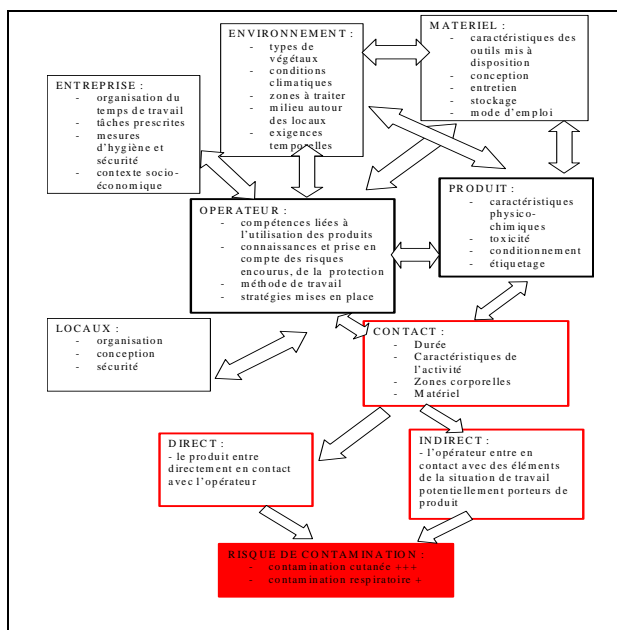 ENVIRONNEMENT :
- types de
végétaux
- conditions
climatiques
- zones à traiter
- milieu autour
des locaux
- exigences
temporelles
MATERIEL :
- caractéristiques des
outils mis à
disposition
- conception
- entretien
- stockage
- mode d'emploi
ENTREPRISE :
- organisation du
temps de travail
- tâches prescrites
- mesures
d'hygiène et
sécurité
- contexte socio-
économique
OPERATEUR :
- compétences liées à
l'utilisation des produits
- connaissances et prise en
compte des risques
encourus, de la protection
- méthode de travail
- stratégies mises en place
PRODUIT :
- caractéristiques
physico-
chimiques
- toxicité
- conditionnement
- étiquetage
LOCAUX :
- organisation
- conception
- sécurité
CONTACT :
- Durée
- Caractéristiques de
l'activité
- Zones corporelles
- Matériel
DIRECT :
- le produit entre
directement en contact
avec l'opérateur
INDIRECT :
- l'opérateur entre en
contact avec des éléments
de la situation de travail
potentiellement porteurs de
produit
RISQUE DE CONTAMINATION :
- contamination cutanée +++
- contamination respiratoire +